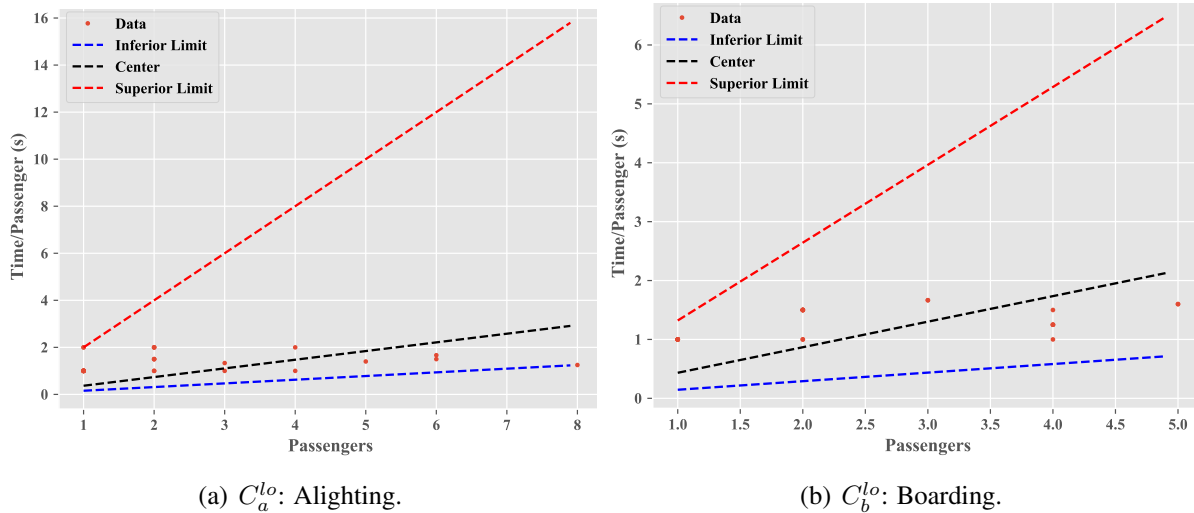 16
14
12
10
8
6
4
2
0
Time/Passenger (s)
Data
Inferior Limit
Center
Superior Limit
1 2 3 4 5 6 7 8
Passengers
(a) C_a^{lo}: Alighting.
6
5
4
3
2
1
0
Time/Passenger (s)
Data
Inferior Limit
Center
Superior Limit
1.0 1.5 2.0 2.5 3.0 3.5 4.0 4.5 5.0
Passengers
(b) C_b^{lo}: Boarding.